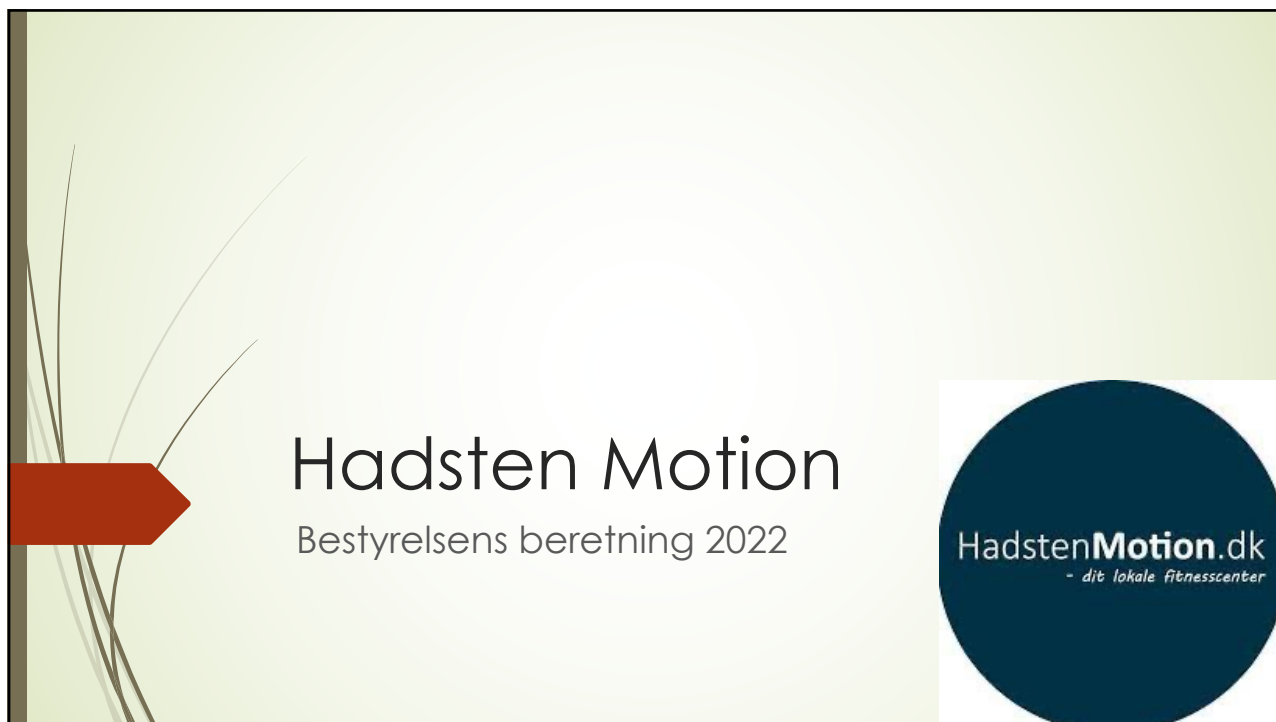 Hadsten Motion
Bestyrelsens beretning 2022
HadstenMotion.dk
- dit lokale fitnesscenter